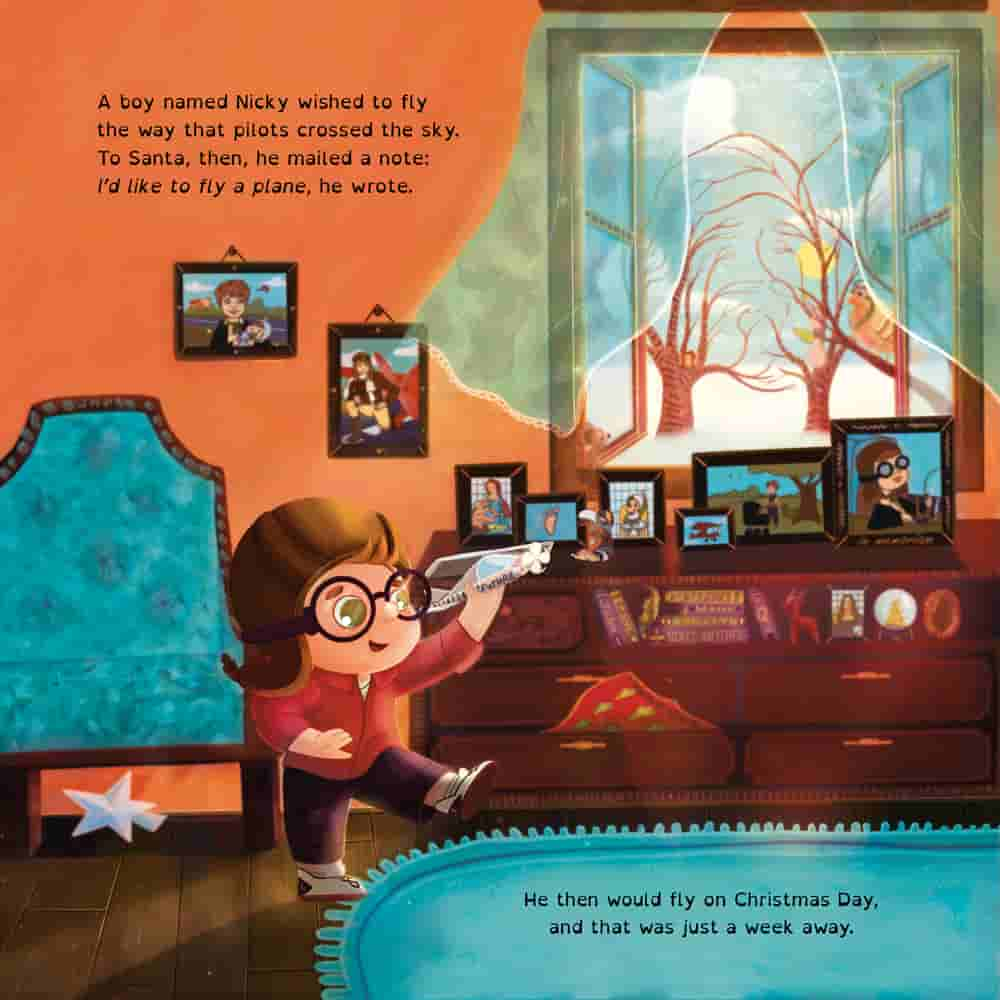 A boy named Nicky wished to fly
the way that pilots crossed the sky.
To Santa, then, he mailed a note:
I'd like to fly a plane, he wrote.
He then would fly on Christmas Day,
and that was just a week away.